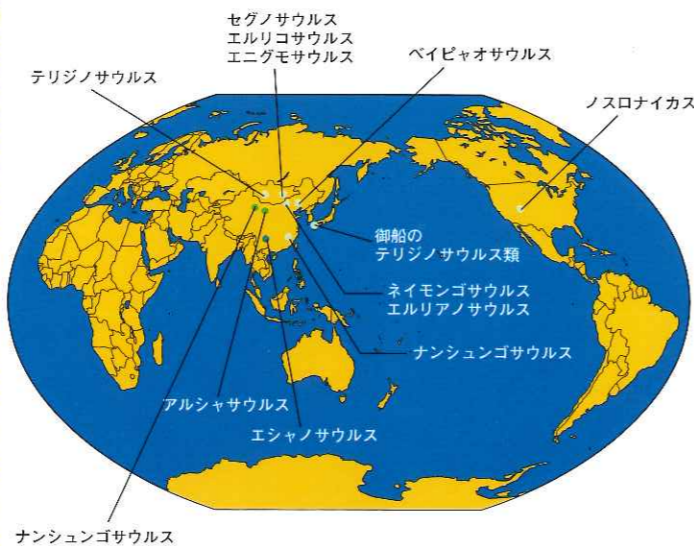 セグノサウルス
エルリコサウルス
エニグモサウルス
ベイピャオサウルス
テリジノサウルス
ノスロナイカス
御船の
テリジノサウルス類
ネイモンゴサウルス
エルリアノサウルス
ナンシュンゴサウルス
アルシャサウルス
エシャノサウルス
ナンシュンゴサウルス